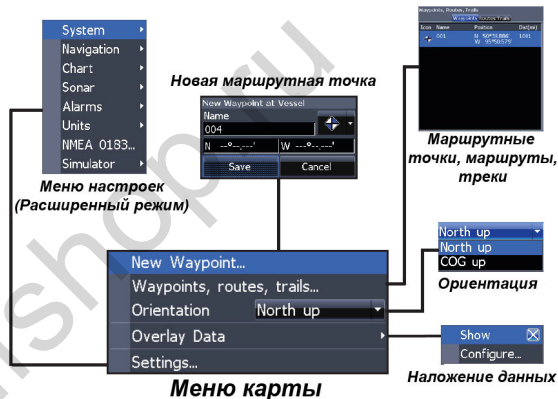 System
Navigation
Chart
Sonar
Alarms
Units
NMEA 0183...
Simulator
Меню настроек
(Расширенный режим)
Новая маршрутная точка
New Waypoint at Vessel
Name
004
N --°--.---'
W --°--.---'
Save
Cancel
Waypoints, Routes, Trails
Waypoints Routes Trails
Icon Name Position Dist(mi)
001
Маршрутные
точки, маршруты,
треки
North up
North up
COG up
Ориентация
New Waypoint...
Waypoints, routes, trails...
Orientation North up
Overlay Data
Settings...
Меню карты
Show
Configure...
Наложение данных